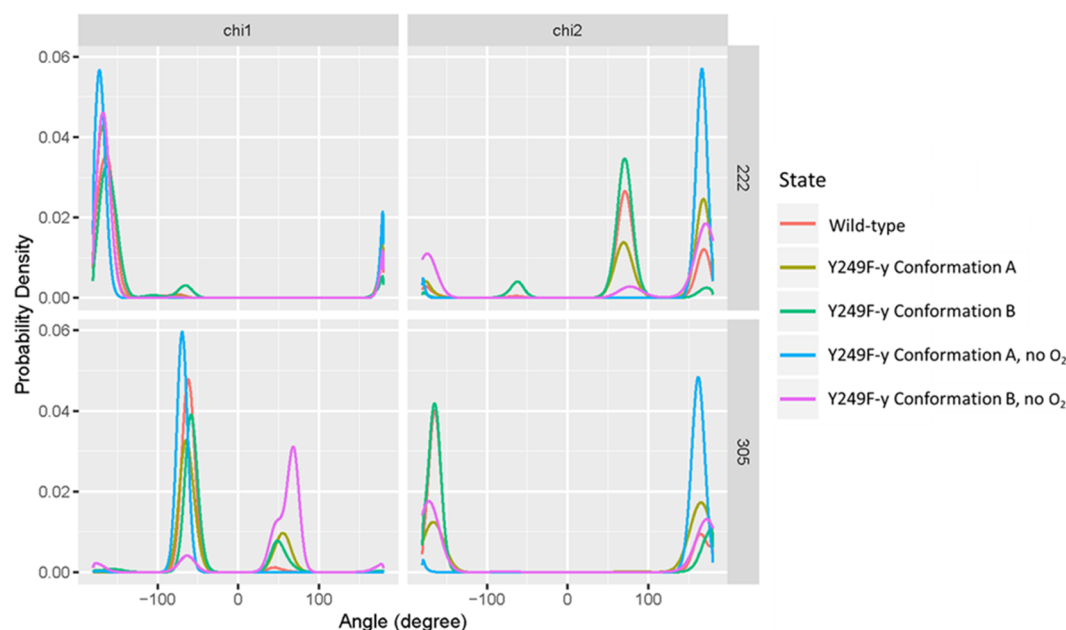 chi1
chi2
0.06
0.04
0.02
0.00
222
0.06
0.04
0.02
0.00
305
Probability Density
−100
0
100
−100
0
100
Angle (degree)
State
Wild-type
Y249F-y Conformation A
Y249F-y Conformation B
Y249F-y Conformation A, no O₂
Y249F-y Conformation B, no O₂